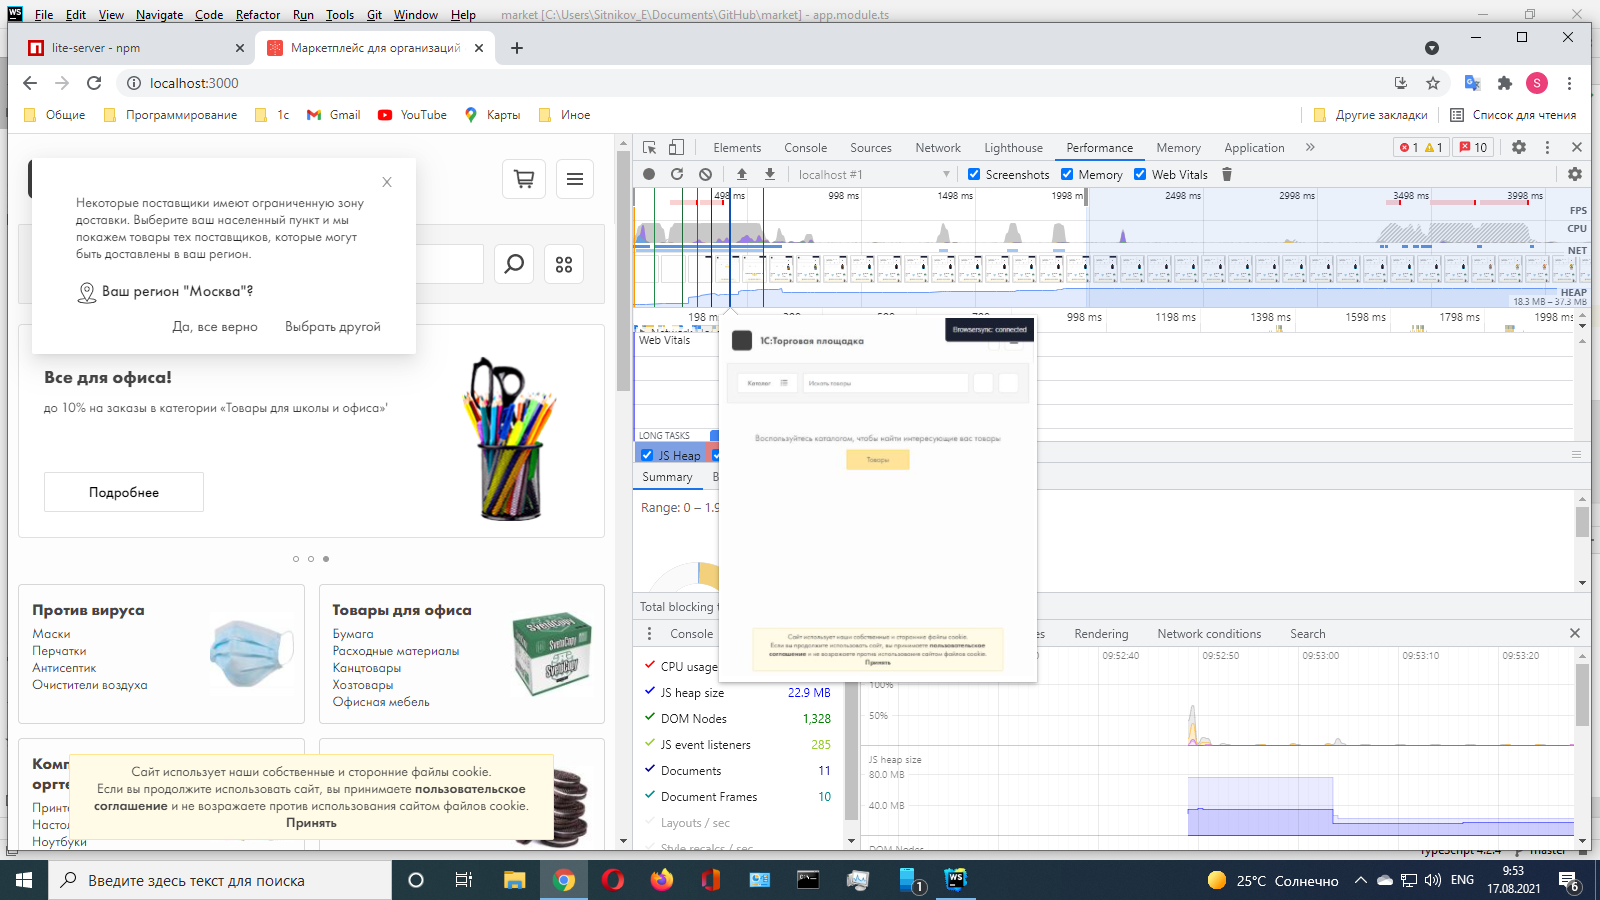 File Edit View Navigate Code Refactor Run Tools Git Window Help market [C:\Users\Sitnikov_E\Documents\GitHub\market] - app.module.ts
lite-server - npm
Маркетплейс для организаций
localhost:3000
S
Общие Программирование 1с Gmail YouTube Карты Иное Другие закладки Список для чтения
X
Некоторые поставщики имеют ограниченную зону
доставки. Выберите ваш населенный пункт и мы
покажем товары тех поставщиков, которые могут
быть доставлены в ваш регион.
Ваш регион "Москва"?
Да, все верно Выбрать другой
Все для офиса!
до 10% на заказы в категории «Товары для школы и офиса»'
Подробнее
Против вируса
Маски
Перчатки
Антисептик
Очистители воздуха
Товары для офиса
Бумага
Расходные материалы
Канцтовары
Хозтовары
Офисная мебель
SvetoCopy
SvetoCopy
Сайт использует наши собственные и сторонние файлы cookie.
Если вы продолжите использовать сайт, вы принимаете пользовательское
соглашение и не возражаете против использования сайтом файлов cookie.
Принять
Ноутбуки
Elements Console Sources Network Lighthouse Performance Memory Application » 1 1 10
localhost #1 Screenshots Memory Web Vitals
498 ms 998 ms 1498 ms 1998 m 2498 ms 2998 ms 3498 ms 3998 ms
FPS
CPU
NET
HEAP
18.3 MB – 37.3 MB
198 ms 998 ms 1198 ms 1398 ms 1598 ms 1798 ms 1998 ms
Web Vitals
LONG TASKS
JS Heap
Summary B
Range: 0 – 1.9
Total blocking t
1С:Торговая площадка
Browsersync: connected
Каталог
Искать товары
Воспользуйтесь каталогом, чтобы найти интересующие вас товары
Товары
Сайт использует наши собственные и сторонние файлы cookie.
Если вы продолжите использовать сайт, вы принимаете пользовательское
соглашение и не возражаете против использования сайтом файлов cookie.
Принять
Console es Rendering Network conditions Search
CPU usage
JS heap size 22.9 MB
DOM Nodes 1,328
JS event listeners 285
Documents 11
Document Frames 10
Layouts / sec
Style recalcs / sec
09:52:40 09:52:50 09:53:00 09:53:10 09:53:20
100%
50%
JS heap size
80.0 MB
40.0 MB
DOM Nodes
TypeScript 4.2.4 master
Введите здесь текст для поиска
1
25°C Солнечно
ENG
9:53
17.08.2021
6